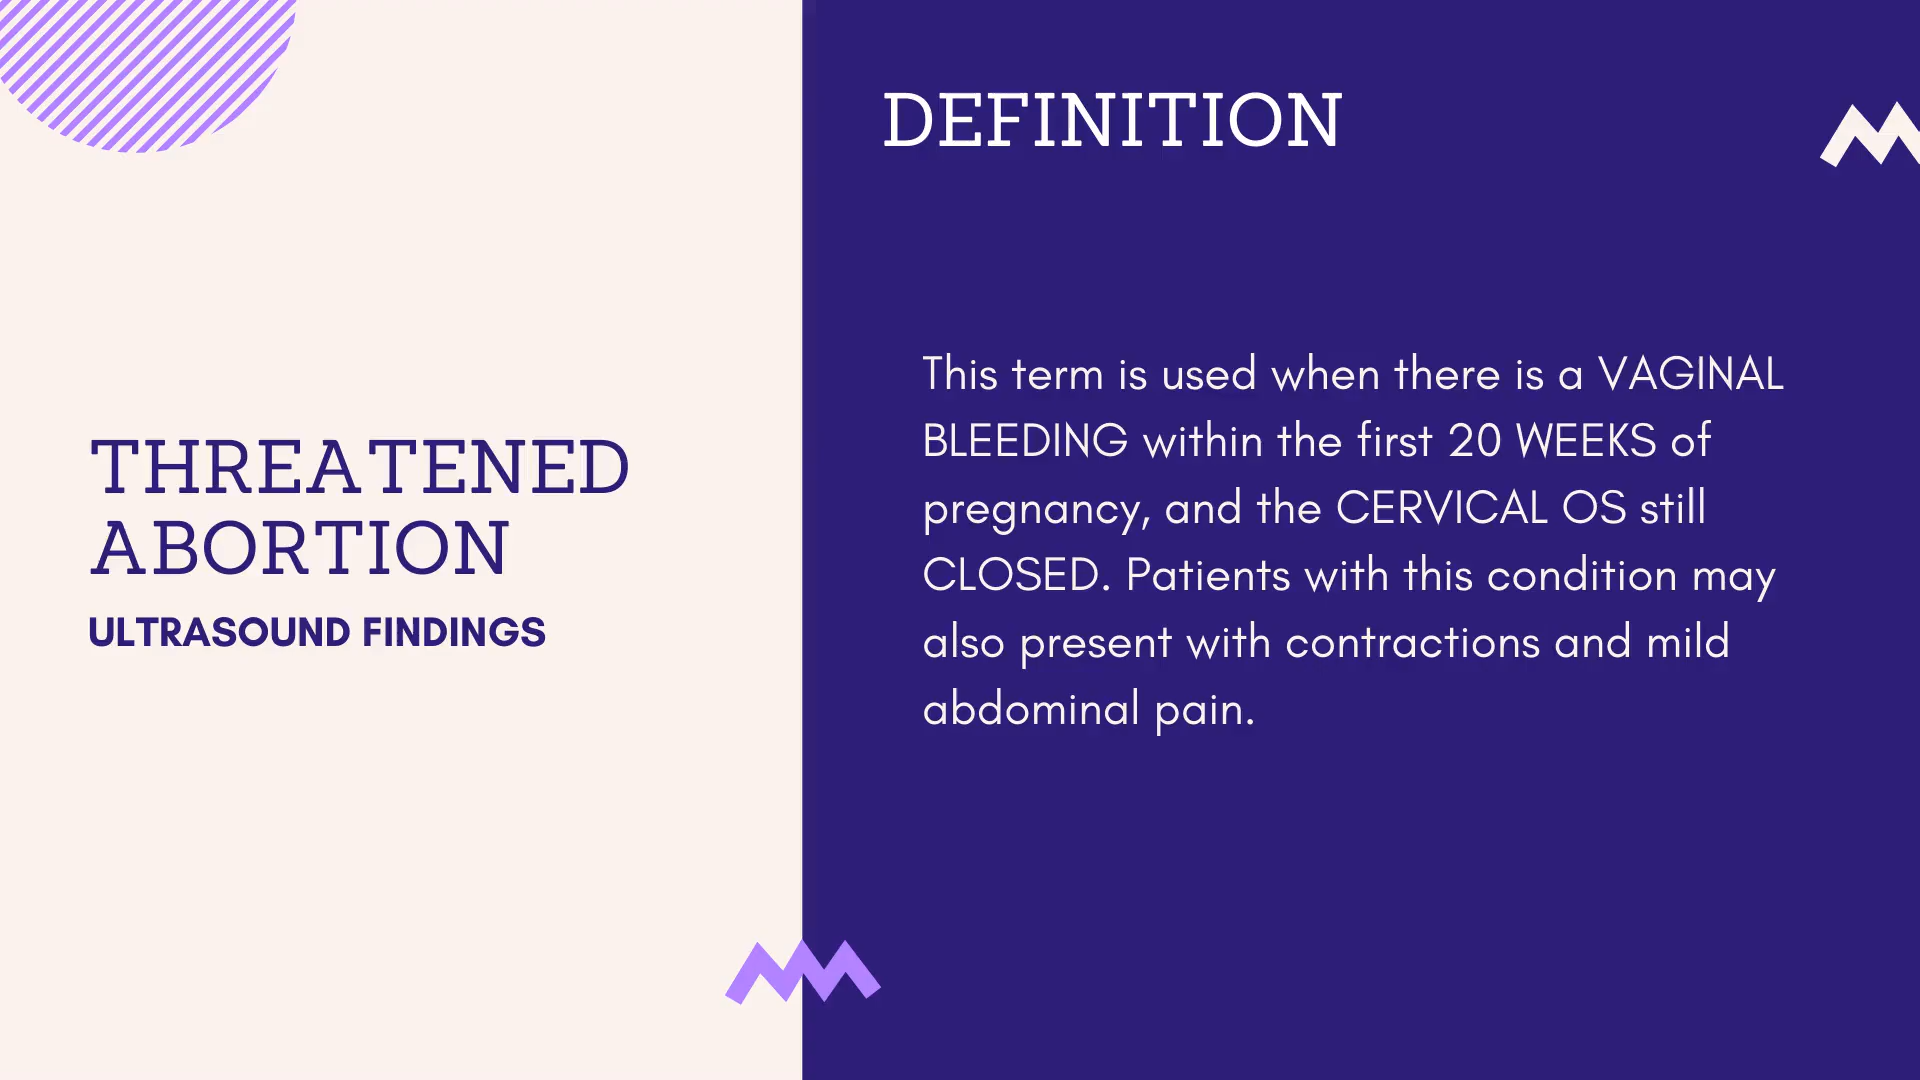 THREATENED
ABORTION
ULTRASOUND FINDINGS
DEFINITION
This term is used when there is a VAGINAL
BLEEDING within the first 20 WEEKS of
pregnancy, and the CERVICAL OS still
CLOSED. Patients with this condition may
also present with contractions and mild
abdominal pain.